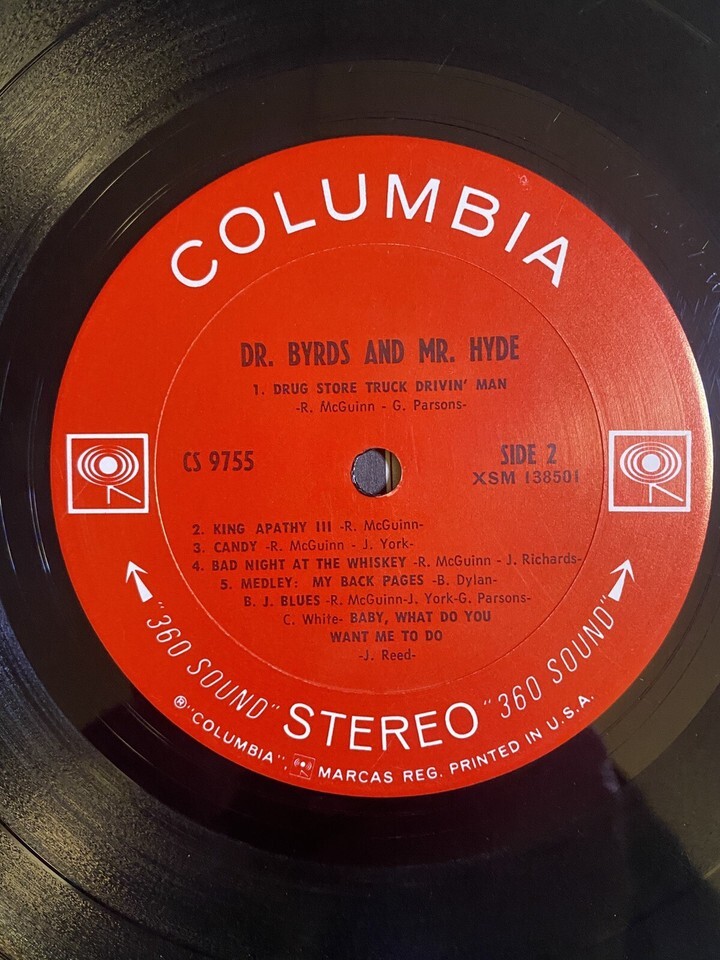 COLUMBIA
DR. BYRDS AND MR. HYDE
1. DRUG STORE TRUCK DRIVIN' MAN
-R. McGuinn - G. Parsons-
CS 9755
SIDE 2
XSM 138501
2. KING APATHY III -R. McGuinn-
3. CANDY -R. McGuinn - J. York-
4. BAD NIGHT AT THE WHISKEY -R. McGuinn - J. Richards-
5. MEDLEY: MY BACK PAGES -B. Dylan-
B. J. BLUES -R. McGuinn-J. York-G. Parsons-
C. White- BABY, WHAT DO YOU
WANT ME TO DO
-J. Reed-
"360 SOUND" STEREO "360 SOUND"
®"COLUMBIA", MARCAS REG. PRINTED IN U.S.A.